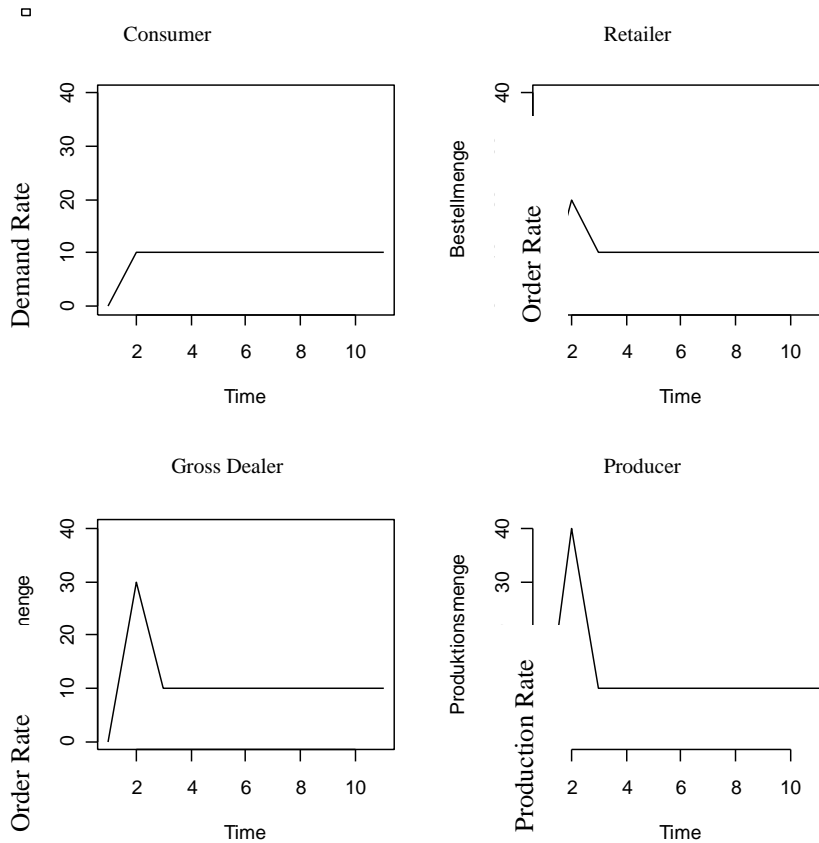 Consumer
Demand Rate
40
30
20
10
0
2 4 6 8 10
Time
Retailer
Bestellmenge
Order Rate
40
2 4 6 8 10
Time
Gross Dealer
Order Rate
40
30
20
10
0
2 4 6 8 10
Time
Producer
Produktionsmenge
Production Rate
40
30
2 4 6 8 10
Time